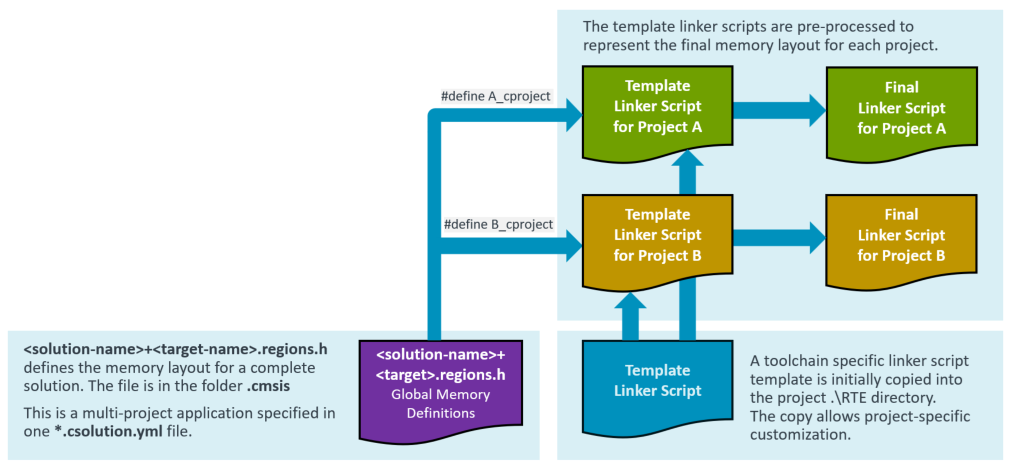 The template linker scripts are pre-processed to
represent the final memory layout for each project.
#define A_cproject
Template
Linker Script
for Project A
Final
Linker Script
for Project A
#define B_cproject
Template
Linker Script
for Project B
Final
Linker Script
for Project B
<solution-name>+<target-name>.regions.h
defines the memory layout for a complete
solution. The file is in the folder .cmsis
This is a multi-project application specified in
one *.csolution.yml file.
<solution-name>+
<target>.regions.h
Global Memory
Definitions
Template
Linker Script
A toolchain specific linker script
template is initially copied into
the project .\RTE directory.
The copy allows project-specific
customization.